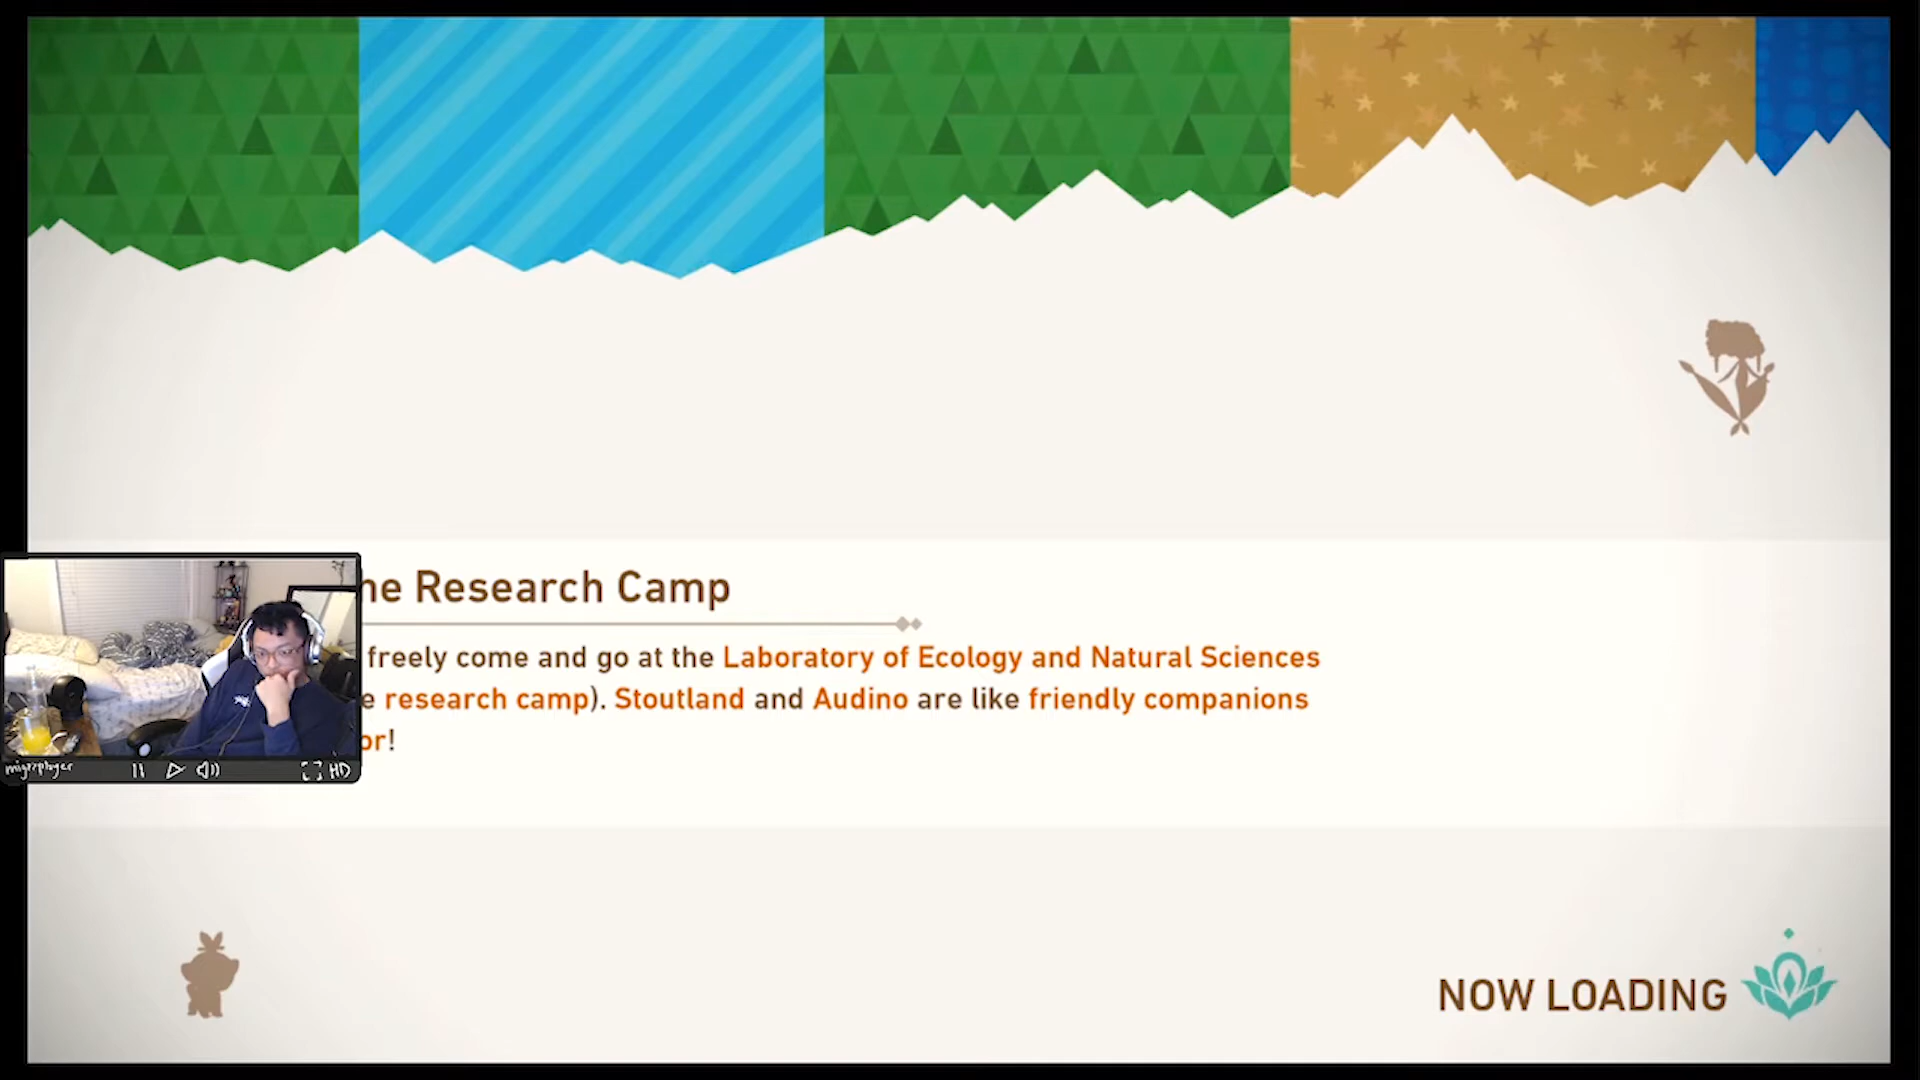 he Research Camp
freely come and go at the Laboratory of Ecology and Natural Sciences
e research camp). Stoutland and Audino are like friendly companions
or!
HD
NOW LOADING